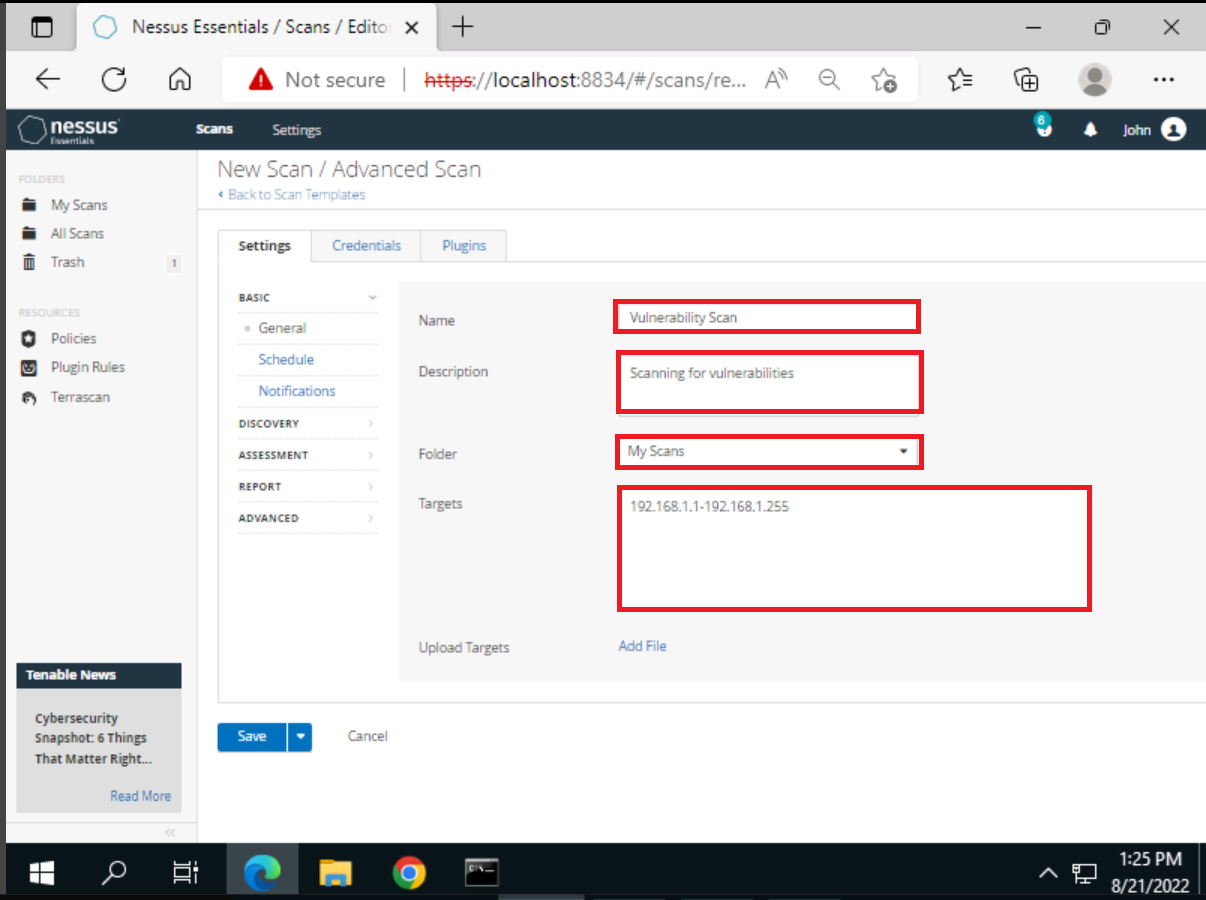 Nessus Essentials / Scans / Edito
Not secure
https://localhost:8834/#/scans/re...
nessus
Essentials
Scans
Settings
6
John
FOLDERS
My Scans
All Scans
Trash
1
RESOURCES
Policies
Plugin Rules
Terrascan
New Scan / Advanced Scan
Back to Scan Templates
Settings
Credentials
Plugins
BASIC
General
Schedule
Notifications
DISCOVERY
ASSESSMENT
REPORT
ADVANCED
Name
Vulnerability Scan
Description
Scanning for vulnerabilities
Folder
My Scans
Targets
192.168.1.1-192.168.1.255
Upload Targets
Add File
Save
Cancel
Tenable News
Cybersecurity
Snapshot: 6 Things
That Matter Right...
Read More
1:25 PM
8/21/2022